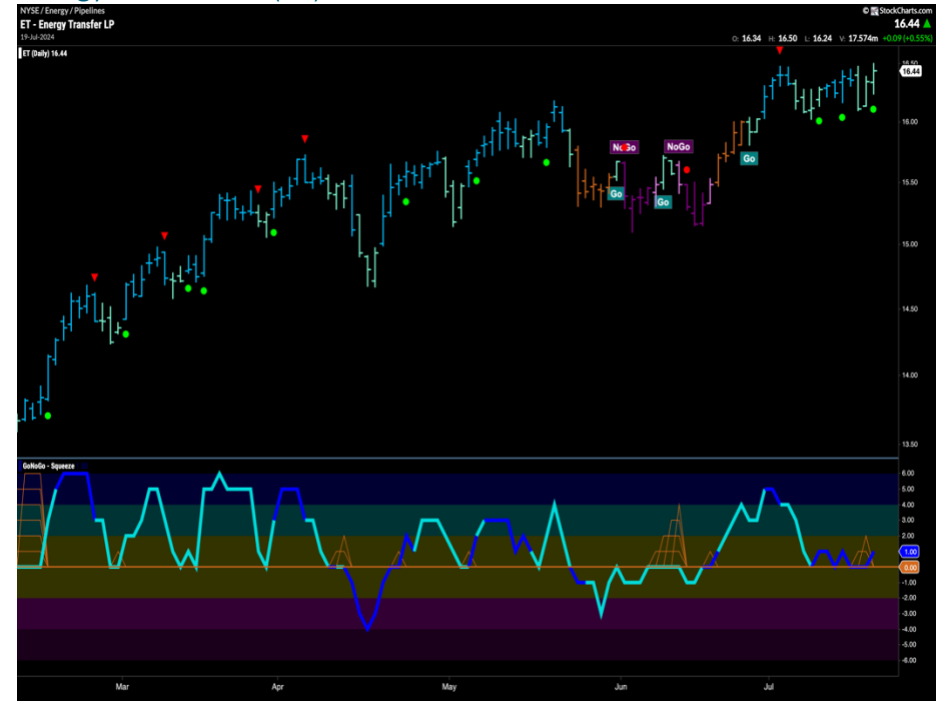 NYSE / Energy / Pipelines
© StockCharts.com
ET - Energy Transfer LP
16.44
19-Jul-2024
O: 16.34 H: 16.50 L: 16.24 V: 17.574m +0.09 (+0.55%)
ET (Daily) 16.44
16.50
16.44
16.00
NoGo
NoGo
Go
15.50
Go
Go
15.00
14.50
14.00
13.50
GoNoGo - Squeeze
6.00
5.00
4.00
3.00
2.00
1.00
0.00
-1.00
-2.00
-3.00
-4.00
-5.00
-6.00
Mar Apr May Jun Jul